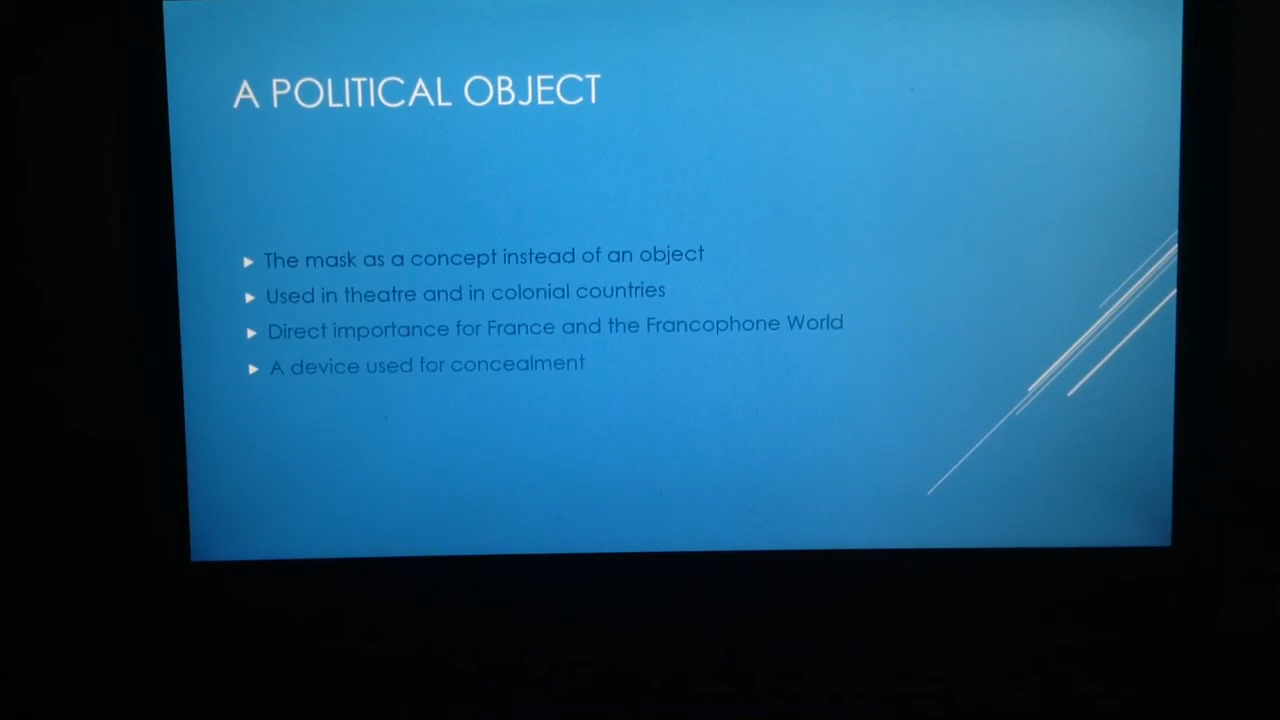 A POLITICAL OBJECT
The mask as a concept instead of an object
Used in theatre and in colonial countries
Direct importance for France and the Francophone World
A device used for concealment